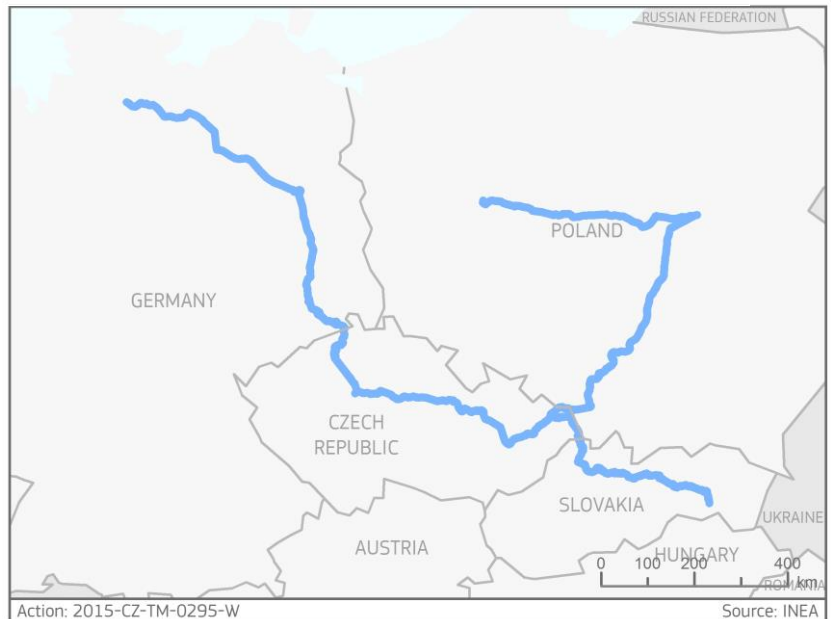 RUSSIAN FEDERATION
POLAND
GERMANY
CZECH
REPUBLIC
SLOVAKIA
UKRAINE
AUSTRIA
HUNGARY
0 100 200 400
km
ROMANIA
Action: 2015-CZ-TM-0295-W
Source: INEA